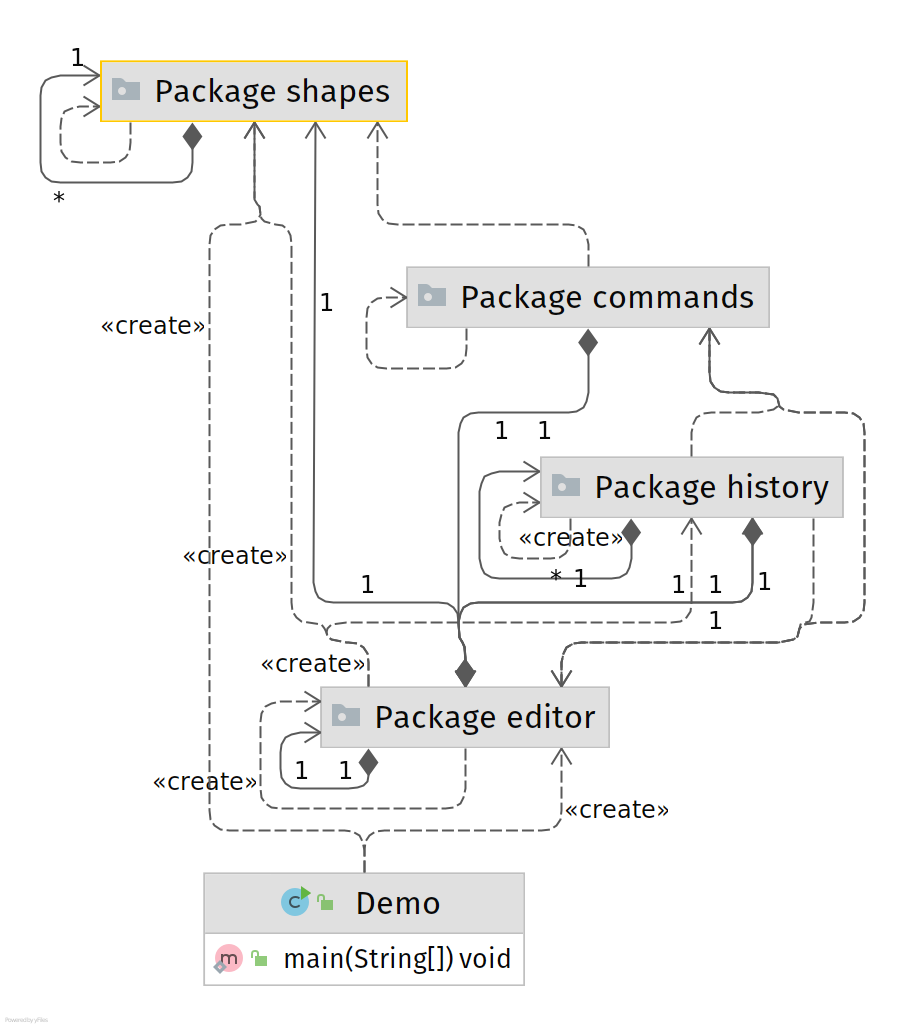 1
Package shapes
*
1
«create»
Package commands
1 1
Package history
«create»
«create»
* 1
1
1 1 1
1
«create»
Package editor
1 1
«create»
«create»
C
Demo
m
main(String[]) void
Powered by yFiles